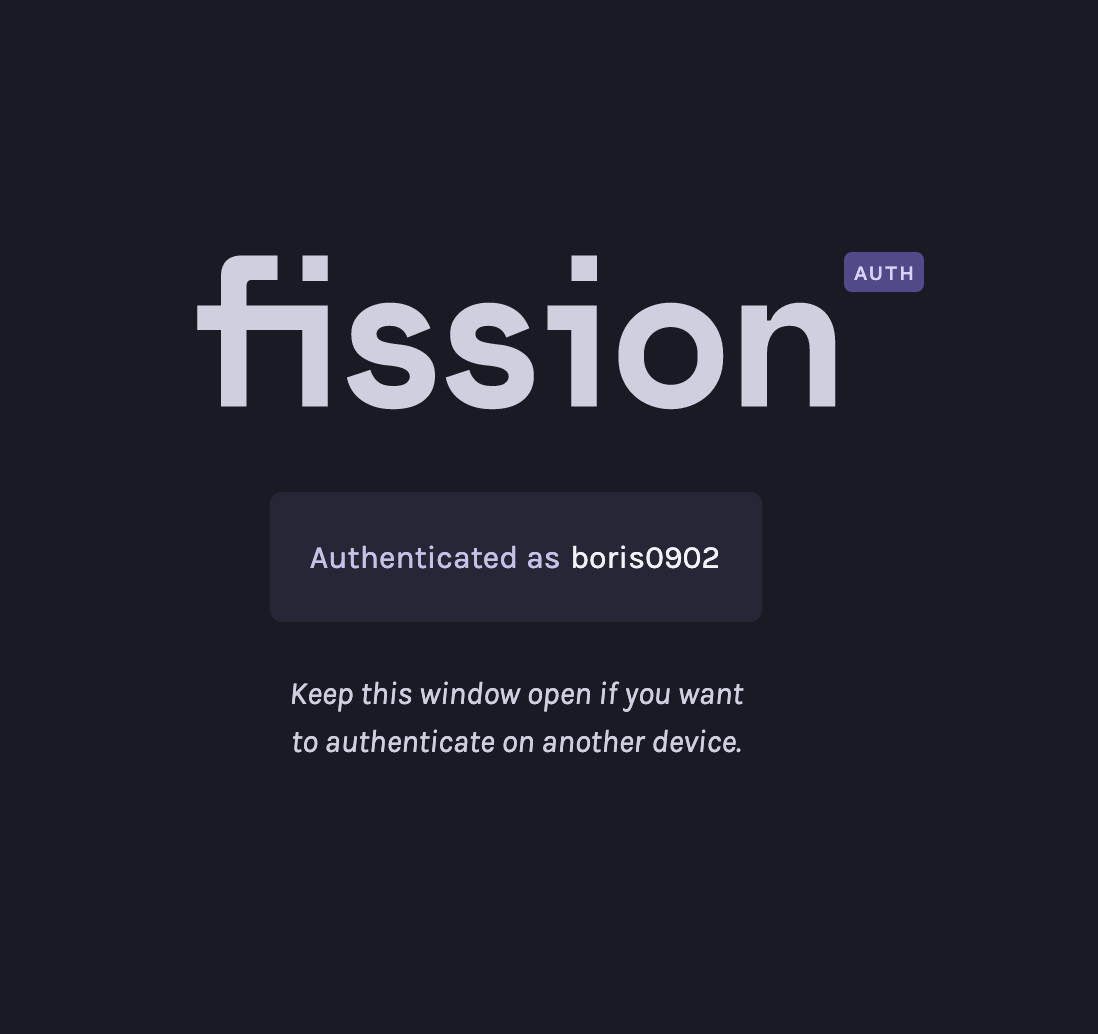 fission AUTH
Authenticated as boris0902
Keep this window open if you want
to authenticate on another device.